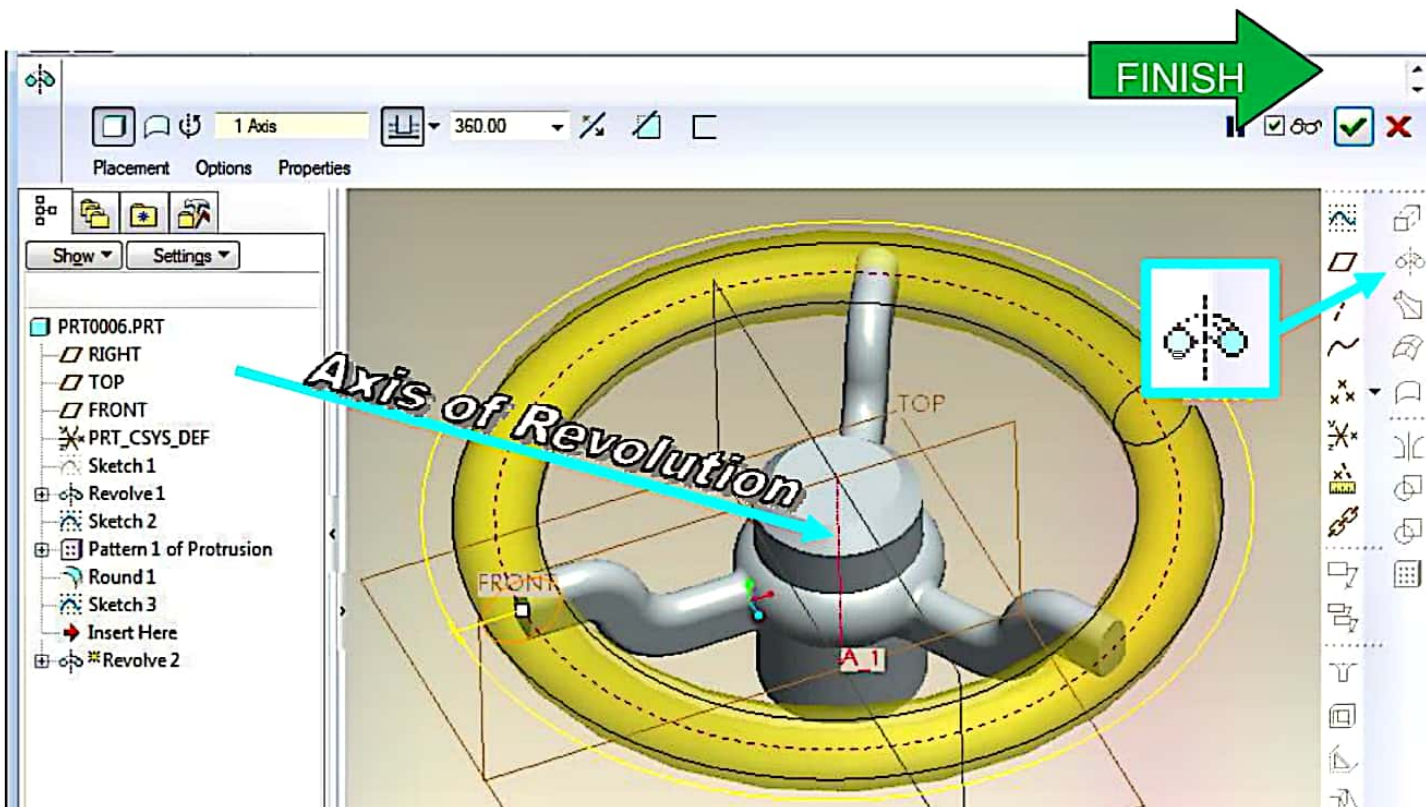 FINISH
1 Axis
360.00
Placement Options Properties
Show Settings
PRT0006.PRT
RIGHT
TOP
FRONT
PRT_CSYS_DEF
Sketch 1
Revolve 1
Sketch 2
Pattern 1 of Protrusion
Round 1
Sketch 3
Insert Here
Revolve 2
Axis of Revolution
TOP
FRONT
A_1